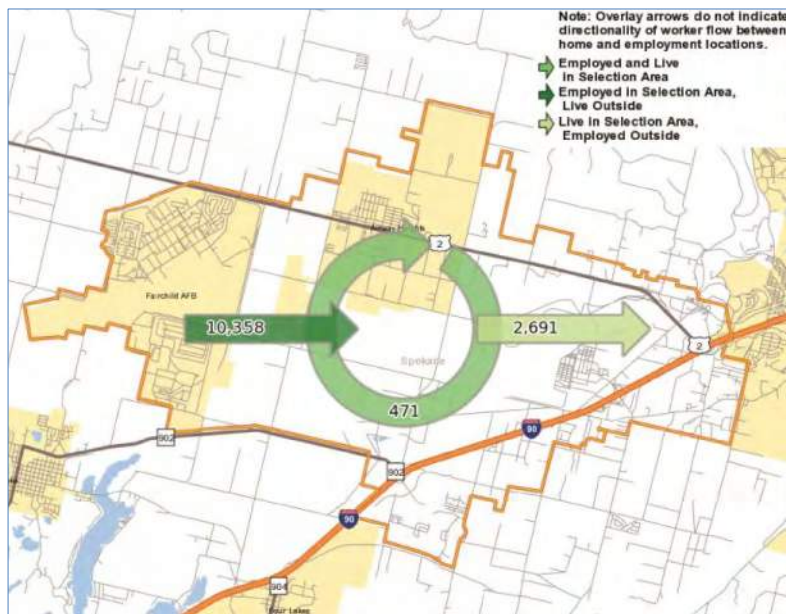 Note: Overlay arrows do not indicate
directionality of worker flow between
home and employment locations.
Employed and Live
in Selection Area
Employed in Selection Area,
Live Outside
Live in Selection Area,
Employed Outside
2
Fairchild AFB
10,358
2,691
Spokane
2
471
90
902
902
90
904
Four Lakes